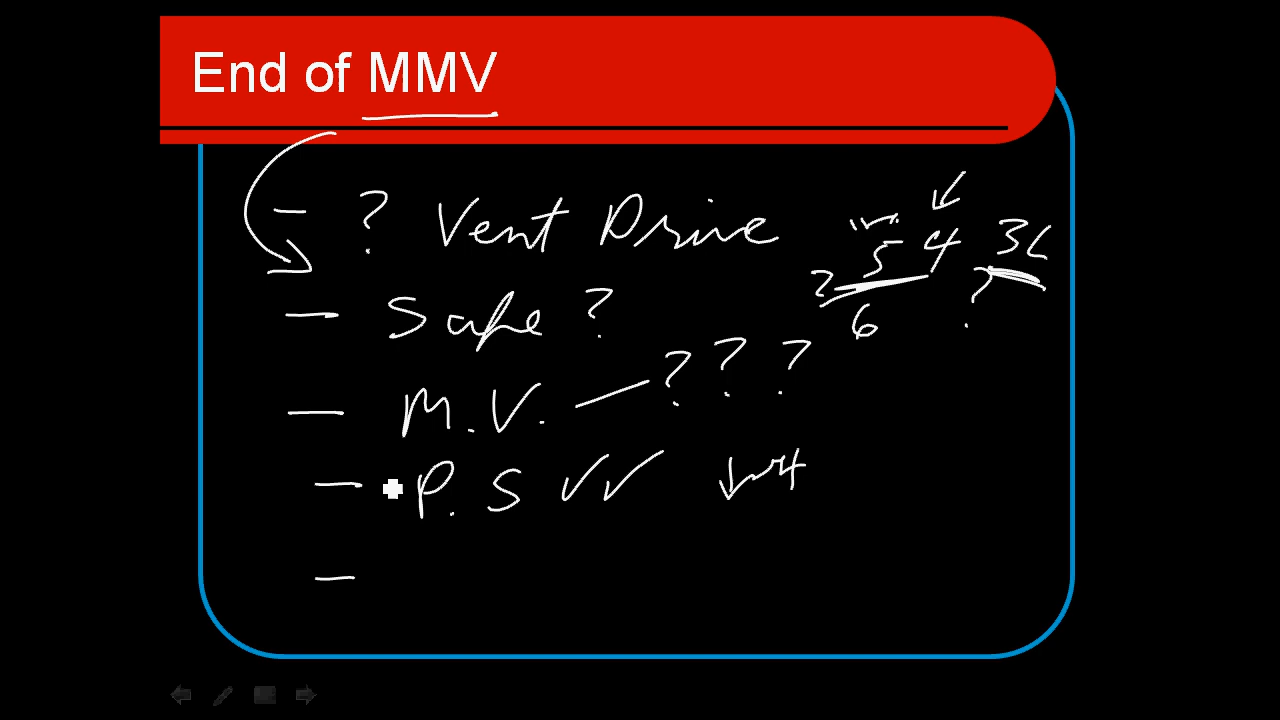 End of MMV
- ? Vent Drive
5 4 3L
? 6 ?
- Safe ?
- M.V. - ? ? ?
- P.S ✓✓ ↓
-